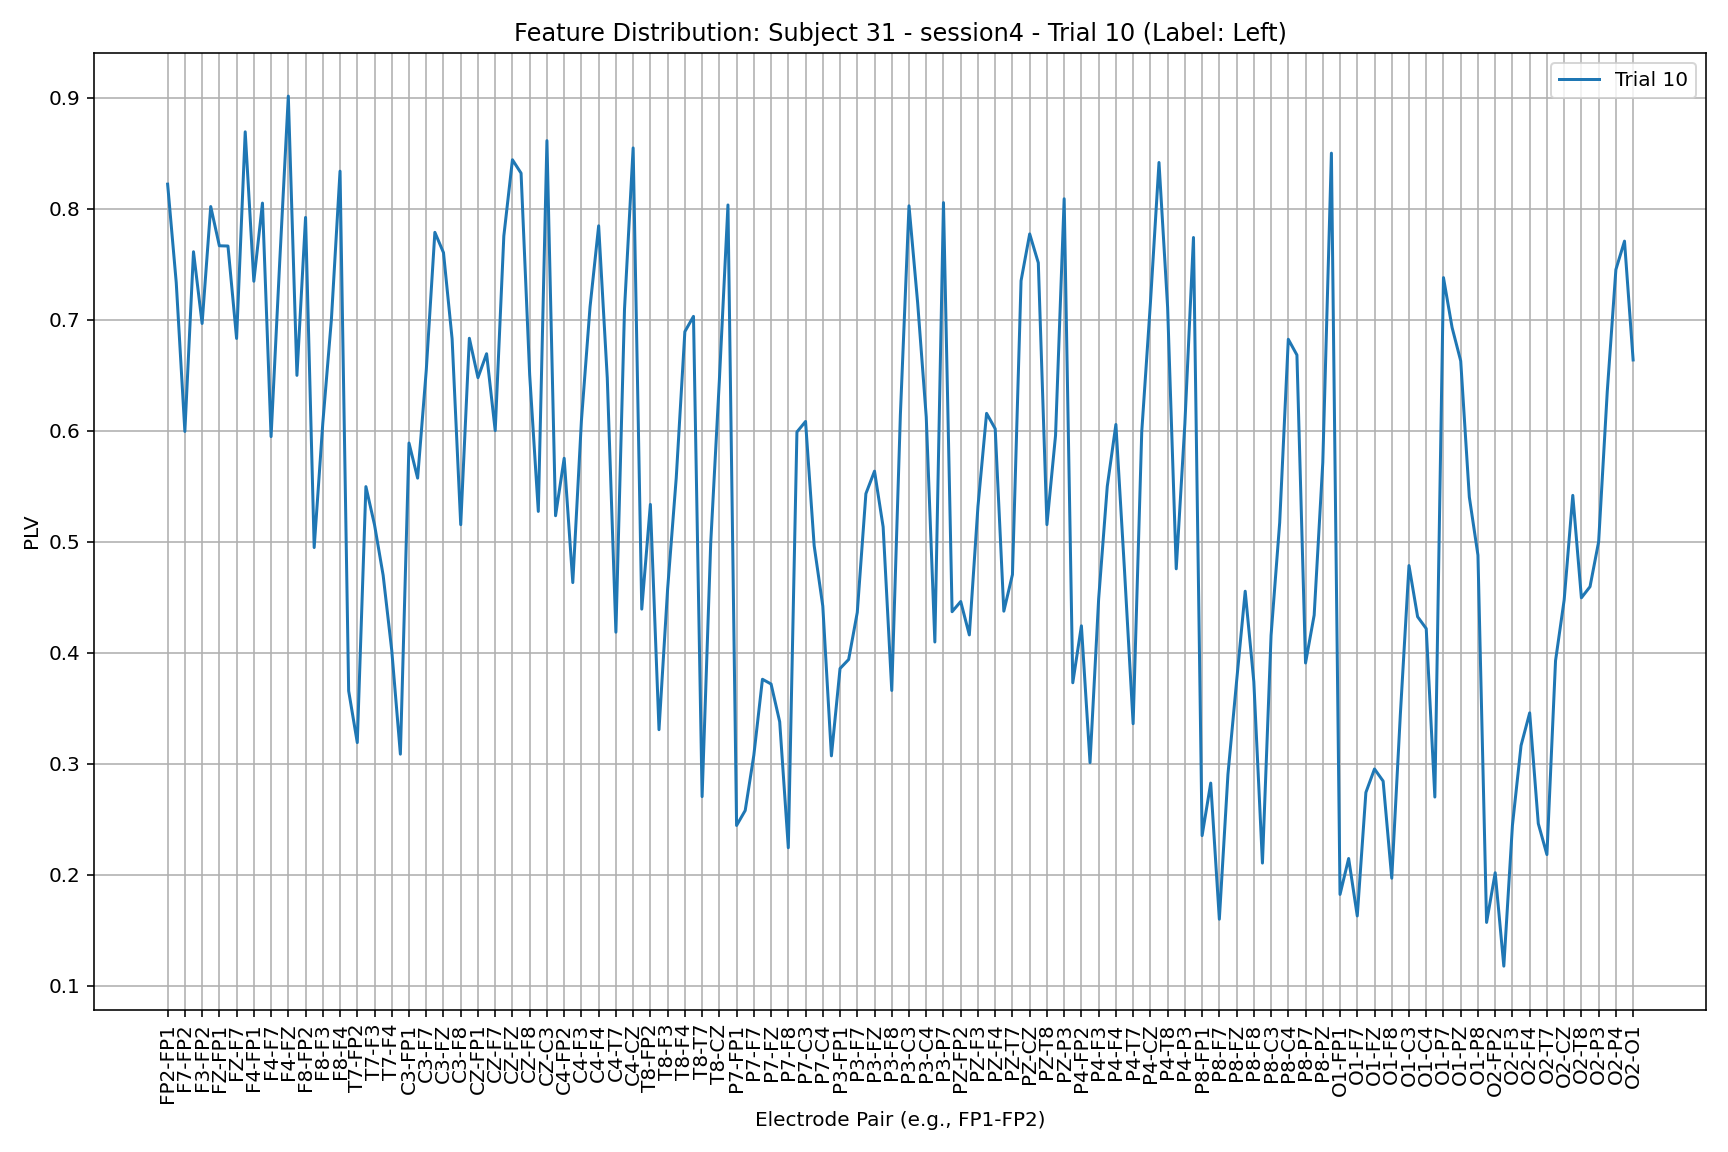 Feature Distribution: Subject 31 - session4 - Trial 10 (Label: Left)
Trial 10
0.9
0.8
0.7
0.6
0.5
0.4
0.3
0.2
0.1
PLV
FP2-FP1
F7-FP2
F3-FP2
FZ-FP1
FZ-F7
F4-FP1
F4-F7
F4-FZ
F8-FP2
F8-F3
F8-F4
T7-FP2
T7-F3
T7-F4
C3-FP1
C3-F7
C3-FZ
C3-F8
CZ-FP1
CZ-F7
CZ-FZ
CZ-F8
CZ-C3
C4-FP2
C4-F3
C4-F4
C4-T7
C4-CZ
T8-FP2
T8-F3
T8-F4
T8-T7
T8-CZ
P7-FP1
P7-F7
P7-FZ
P7-F8
P7-C3
P7-C4
P3-FP1
P3-F7
P3-FZ
P3-F8
P3-C3
P3-C4
P3-P7
PZ-FP2
PZ-F3
PZ-F4
PZ-T7
PZ-CZ
PZ-T8
PZ-P3
P4-FP2
P4-F3
P4-F4
P4-T7
P4-CZ
P4-T8
P4-P3
P8-FP1
P8-F7
P8-FZ
P8-F8
P8-C3
P8-C4
P8-P7
P8-PZ
O1-FP1
O1-F7
O1-FZ
O1-F8
O1-C3
O1-C4
O1-P7
O1-PZ
O1-P8
O2-FP2
O2-F3
O2-F4
O2-T7
O2-CZ
O2-T8
O2-P3
O2-P4
O2-O1
Electrode Pair (e.g., FP1-FP2)